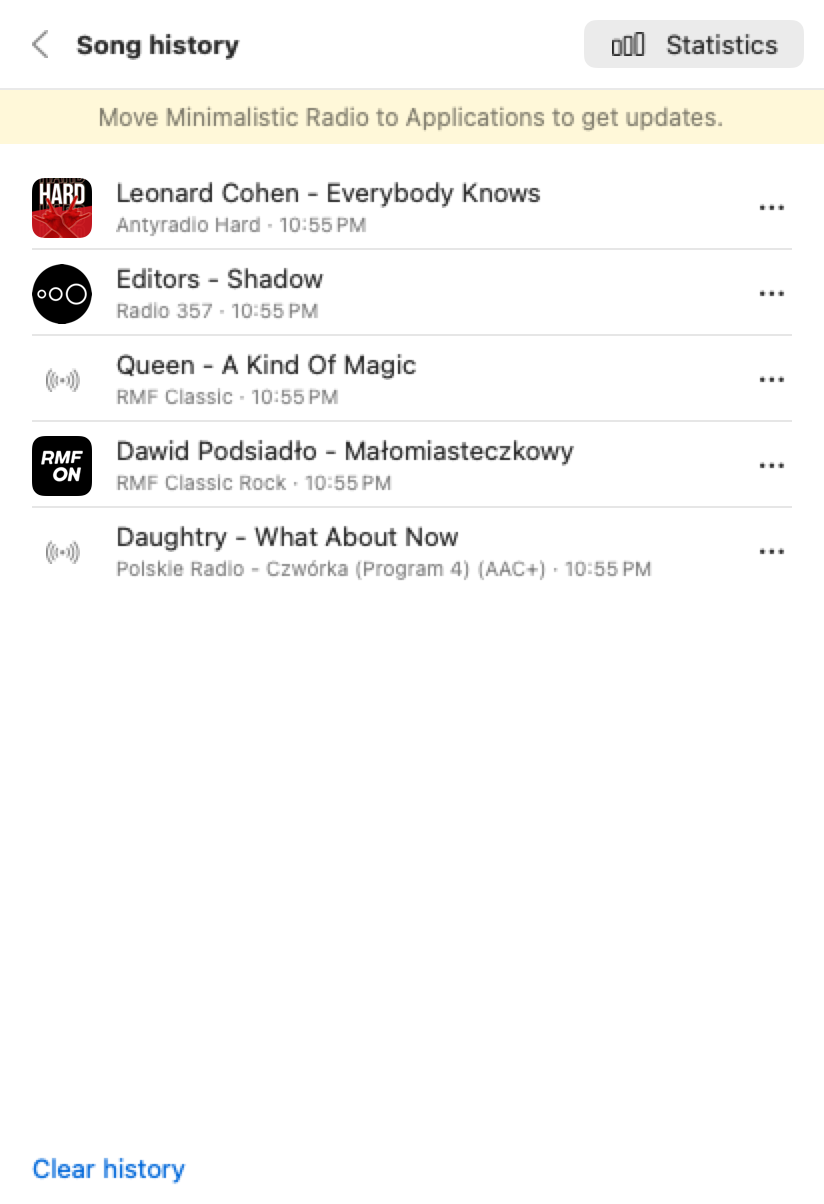 Song history
Statistics
Move Minimalistic Radio to Applications to get updates.
HARD
Leonard Cohen - Everybody Knows
Antyradio Hard · 10:55 PM
Editors - Shadow
Radio 357 · 10:55 PM
Queen - A Kind Of Magic
RMF Classic · 10:55 PM
RMF
ON
Dawid Podsiadło - Małomiasteczkowy
RMF Classic Rock · 10:55 PM
Daughtry - What About Now
Polskie Radio - Czwórka (Program 4) (AAC+) · 10:55 PM
Clear history